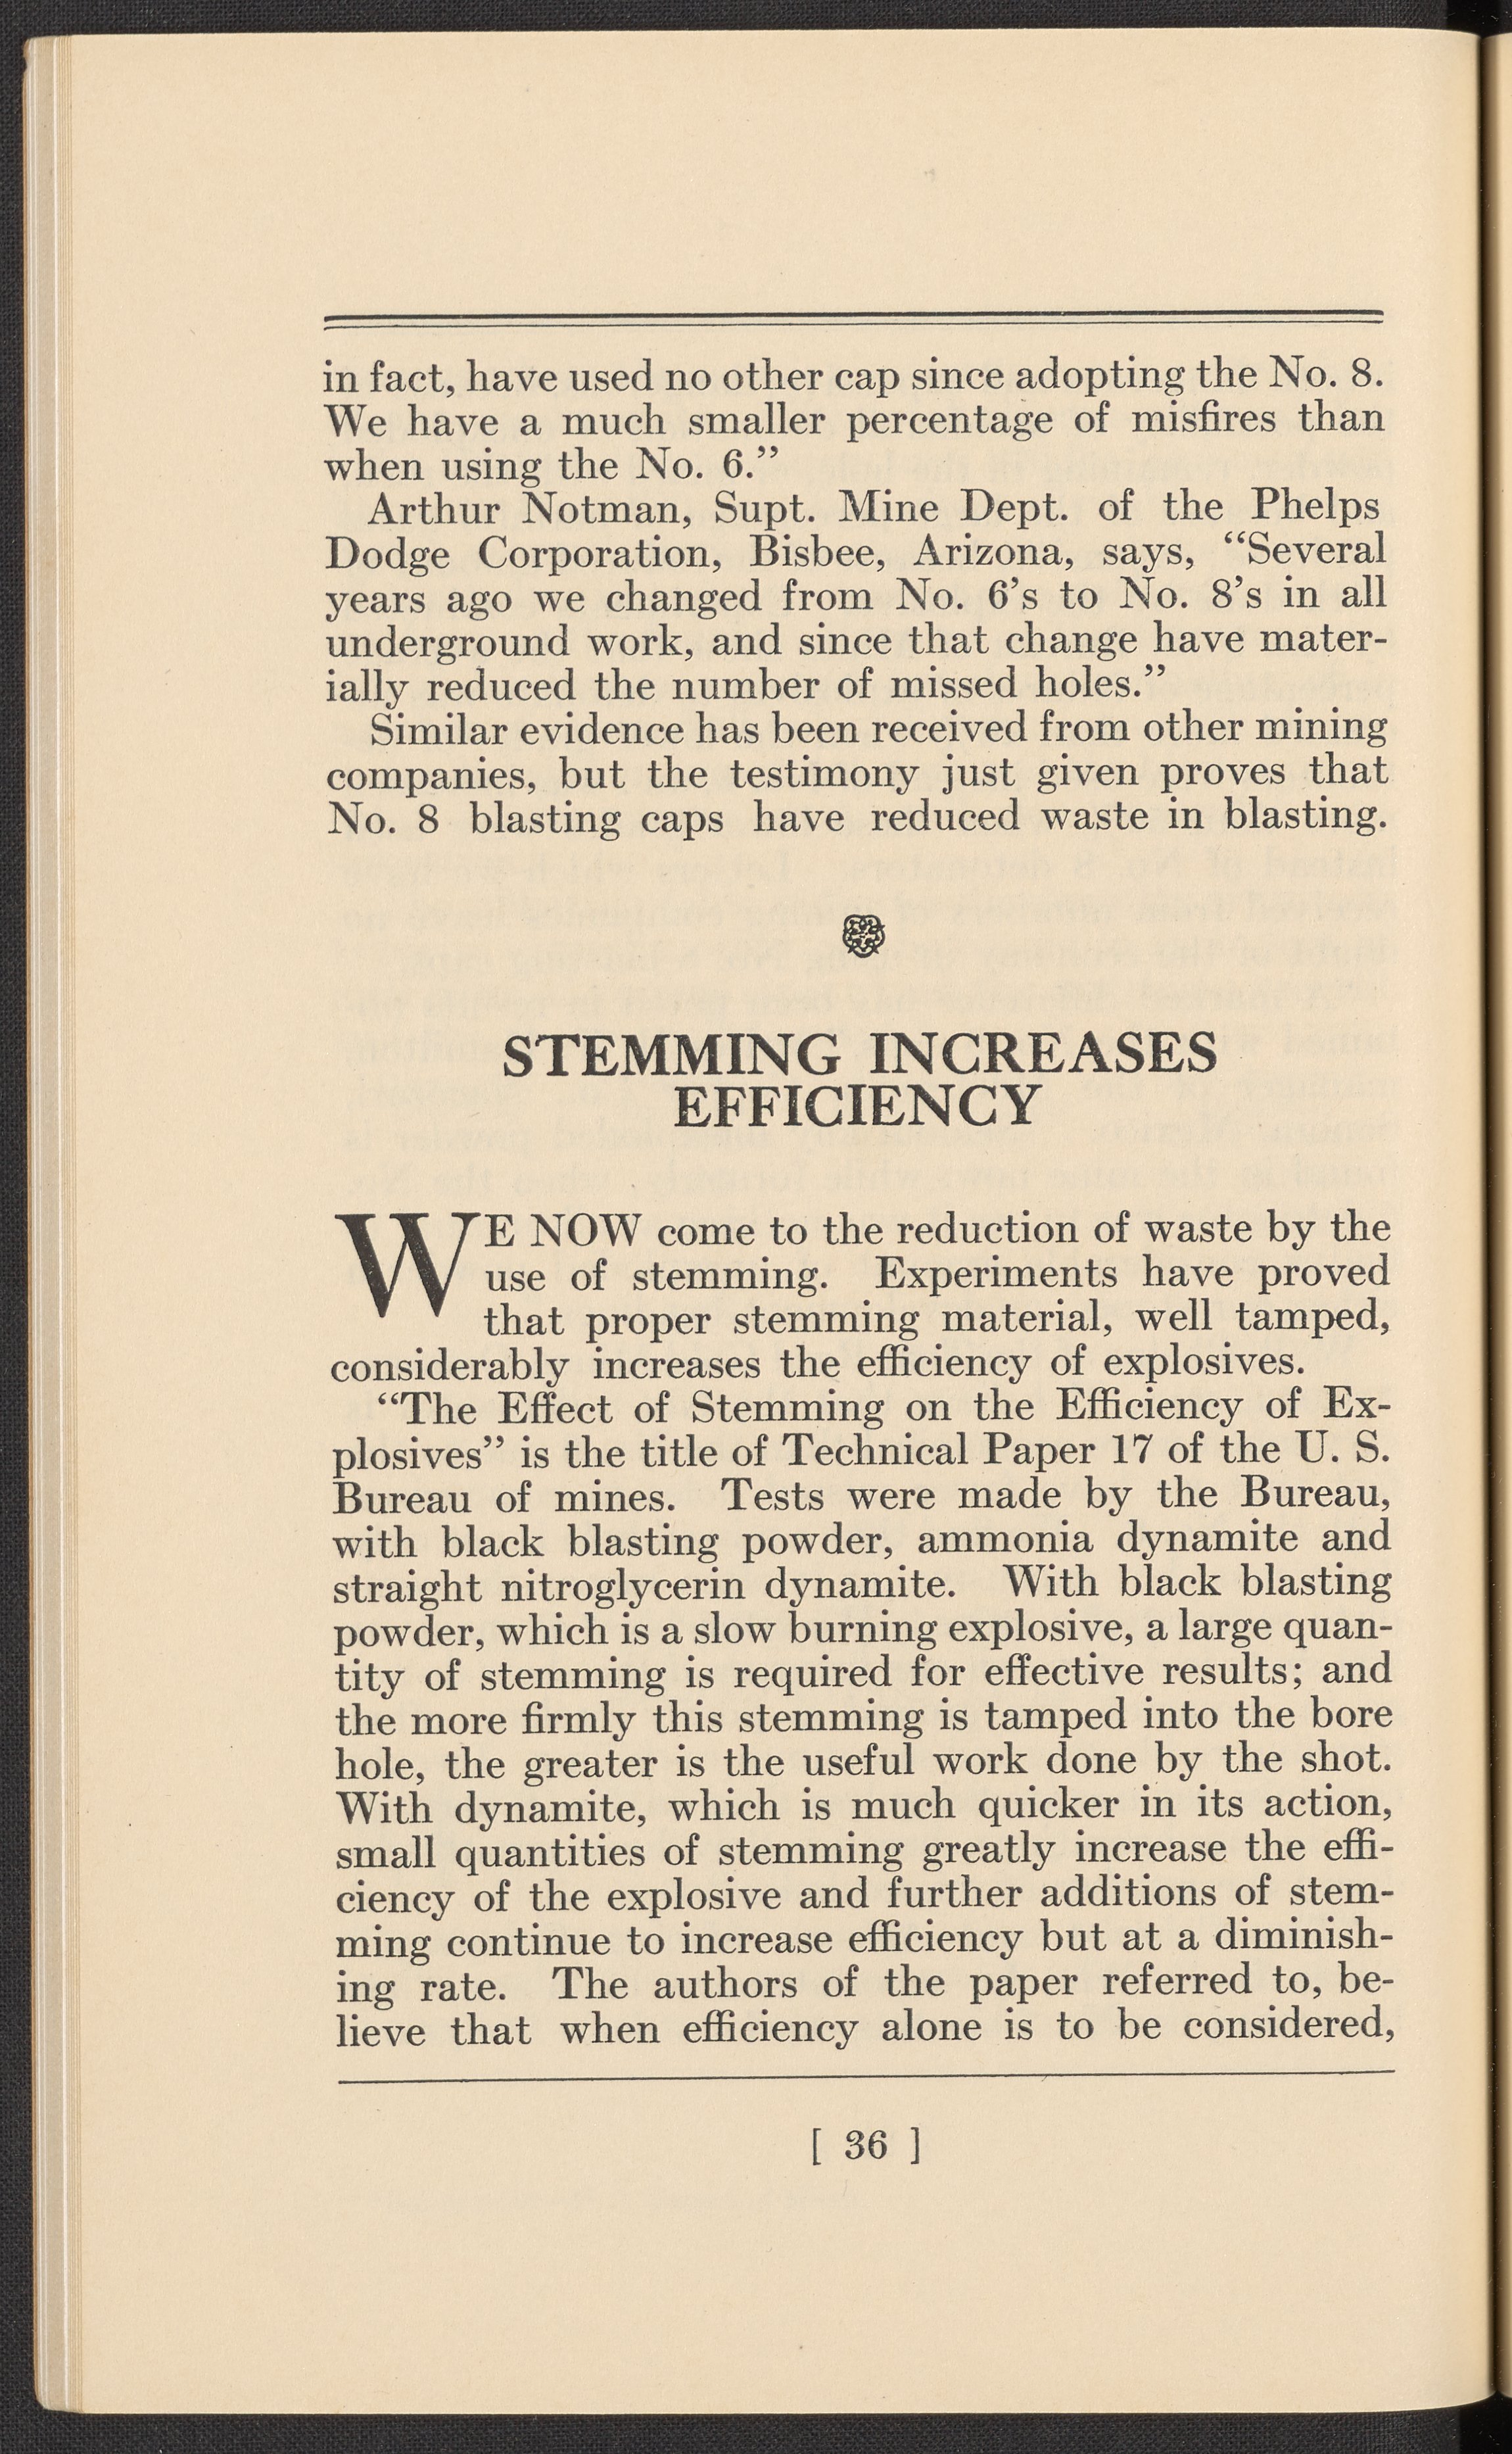 in fact, have used no other cap since adopting the No. 8.
We have a much smaller percentage of misfires than
when using the No. 6.”
Arthur Notman, Supt. Mine Dept. of the Phelps
Dodge Corporation, Bisbee, Arizona, says, “Several
years ago we changed from No. 6’s to No. 8’s in all
underground work, and since that change have mater-
ially reduced the number of missed holes.”
Similar evidence has been received from other mining
companies, but the testimony just given proves that
No. 8 blasting caps have reduced waste in blasting.
STEMMING INCREASES
EFFICIENCY
WE NOW come to the reduction of waste by the
use of stemming. Experiments have proved
that proper stemming material, well tamped,
considerably increases the efficiency of explosives.
“The Effect of Stemming on the Efficiency of Ex-
plosives” is the title of Technical Paper 17 of the U. S.
Bureau of mines. Tests were made by the Bureau,
with black blasting powder, ammonia dynamite and
straight nitroglycerin dynamite. With black blasting
powder, which is a slow burning explosive, a large quan-
tity of stemming is required for effective results; and
the more firmly this stemming is tamped into the bore
hole, the greater is the useful work done by the shot.
With dynamite, which is much quicker in its action,
small quantities of stemming greatly increase the effi-
ciency of the explosive and further additions of stem-
ming continue to increase efficiency but at a diminish-
ing rate. The authors of the paper referred to, be-
lieve that when efficiency alone is to be considered,
[ 36 ]